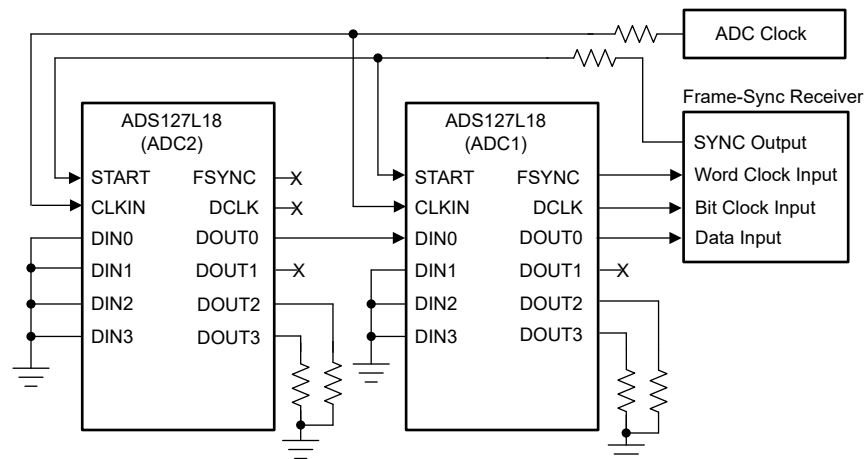 ADC Clock
Frame-Sync Receiver
SYNC Output
Word Clock Input
Bit Clock Input
Data Input
ADS127L18
(ADC2)
START FSYNC X
CLKIN DCLK X
DIN0 DOUT0
DIN1 DOUT1 X
DIN2 DOUT2
DIN3 DOUT3
ADS127L18
(ADC1)
START FSYNC
CLKIN DCLK
DIN0 DOUT0
DIN1 DOUT1 X
DIN2 DOUT2
DIN3 DOUT3